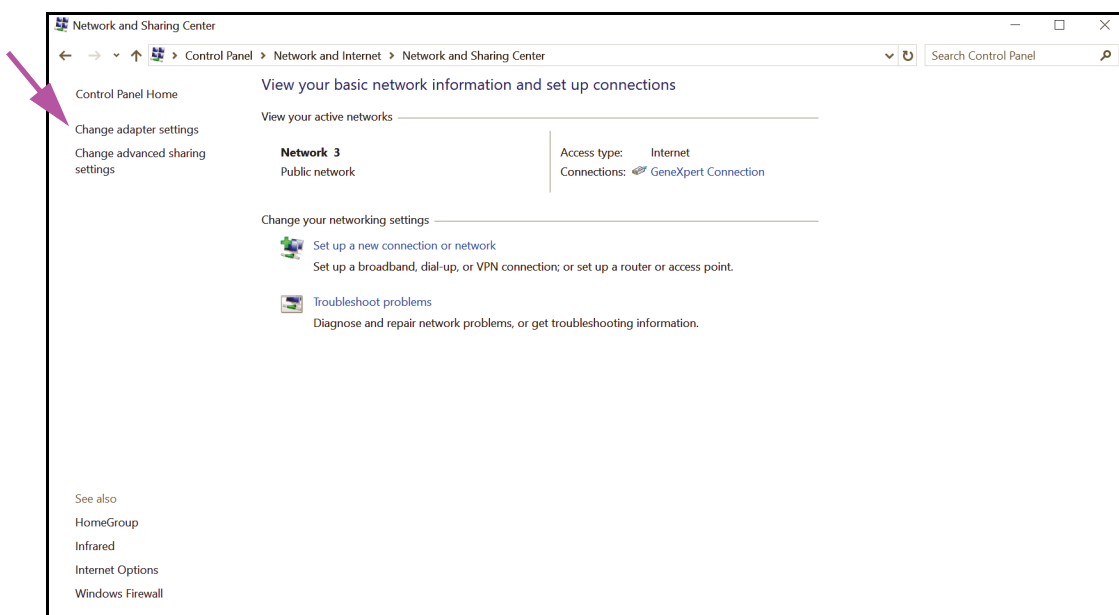 Network and Sharing Center
Control Panel > Network and Internet > Network and Sharing Center
Search Control Panel
Control Panel Home
Change adapter settings
Change advanced sharing
settings
View your basic network information and set up connections
View your active networks
Network 3
Public network
Access type: Internet
Connections: GeneXpert Connection
Change your networking settings
Set up a new connection or network
Set up a broadband, dial-up, or VPN connection; or set up a router or access point.
Troubleshoot problems
Diagnose and repair network problems, or get troubleshooting information.
See also
HomeGroup
Infrared
Internet Options
Windows Firewall